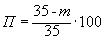 П = (35 - m)/35 · 100